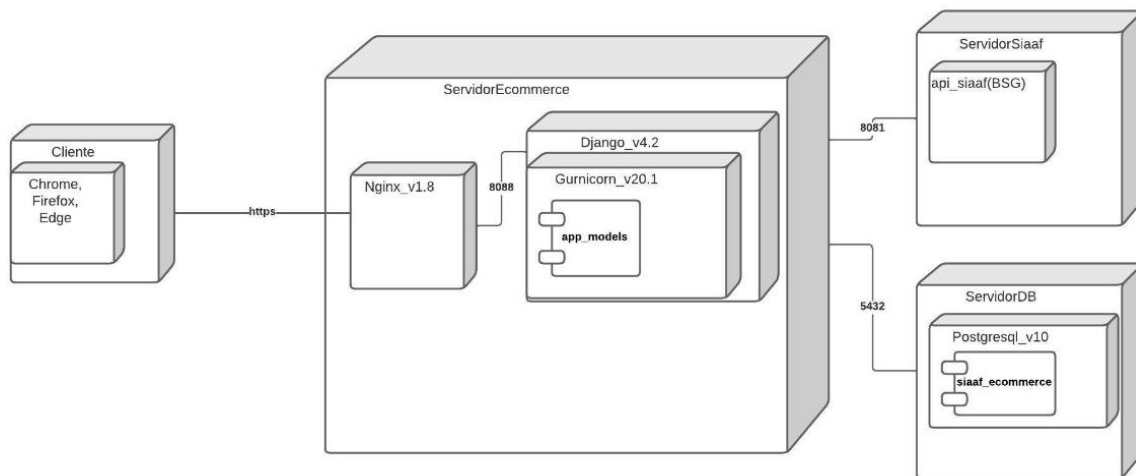 Cliente
Chrome,
Firefox,
Edge
https
ServidorEcommerce
Nginx_v1.8
8088
Django_v4.2
Gurnicorn_v20.1
app_models
8081
ServidorSiaaf
api_siaaf(BSG)
5432
ServidorDB
Postgresql_v10
siaaf_ecommerce